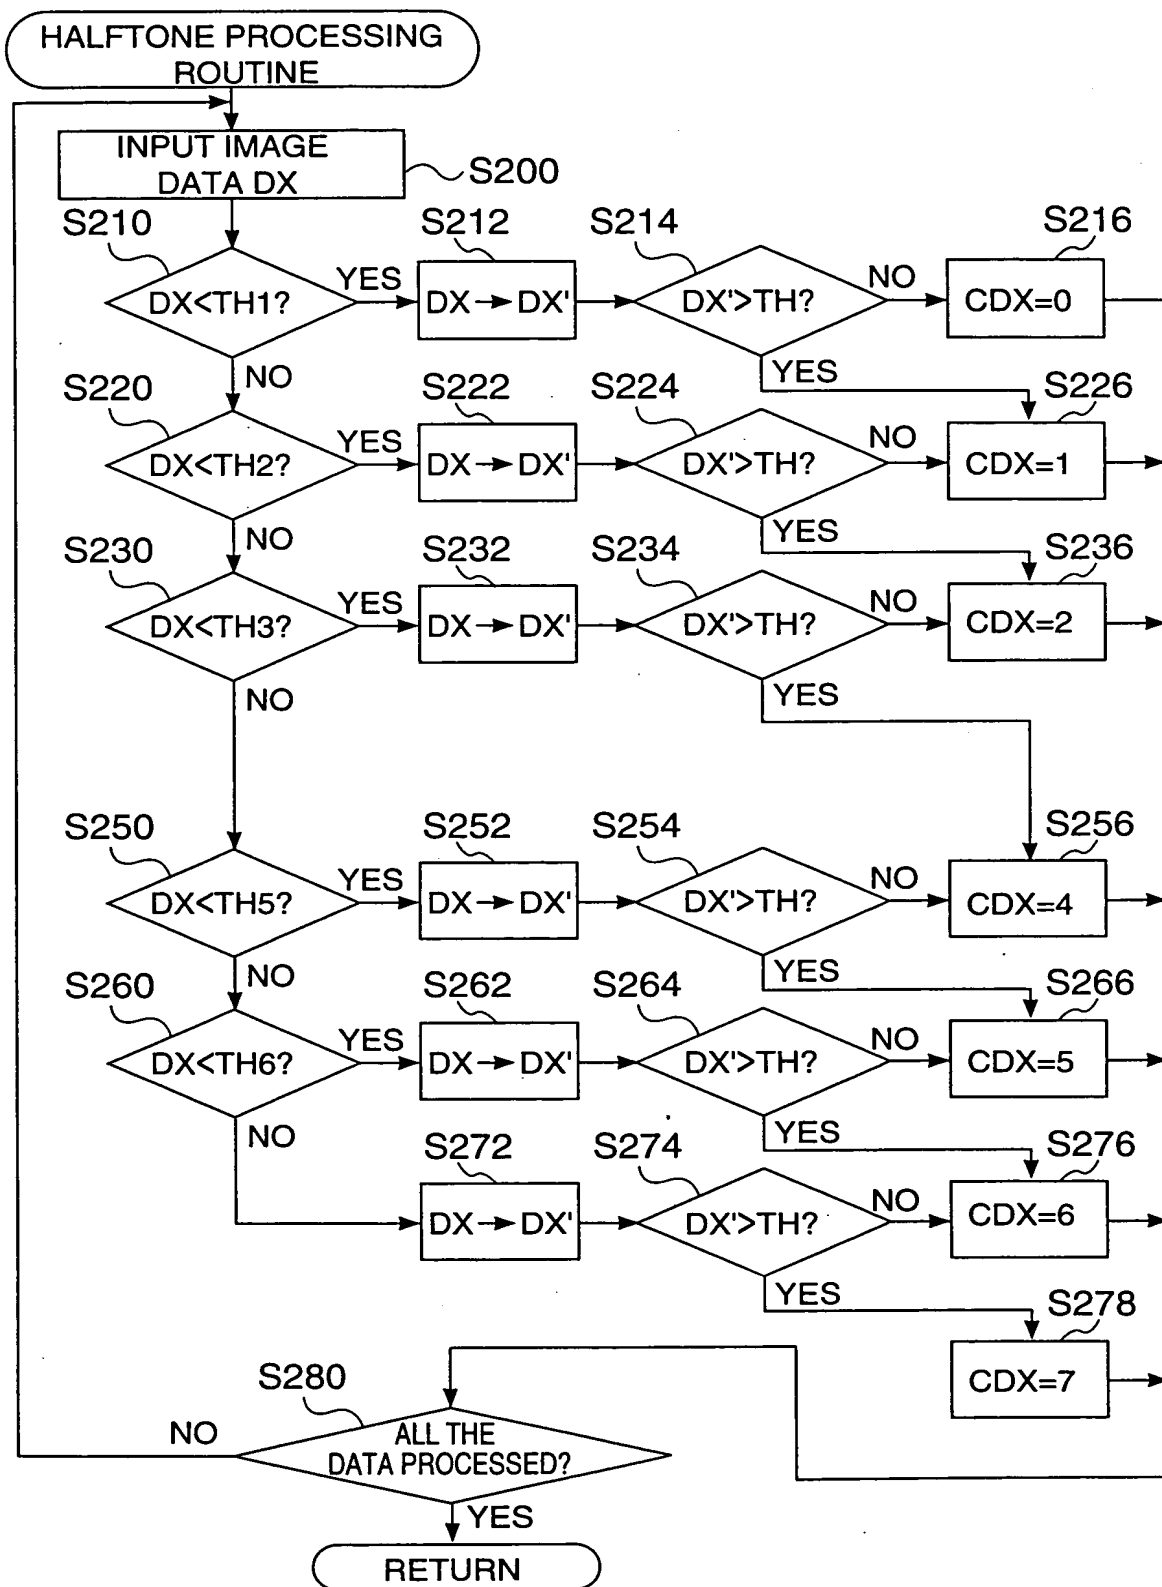 HALFTONE PROCESSING
ROUTINE
INPUT IMAGE
DATA DX
S200
S210
S212
S214
S216
DX<TH1?
YES
DX→DX'
DX'>TH?
NO
CDX=0
NO
YES
S220
S222
S224
S226
DX<TH2?
YES
DX→DX'
DX'>TH?
NO
CDX=1
NO
YES
S230
S232
S234
S236
DX<TH3?
YES
DX→DX'
DX'>TH?
NO
CDX=2
NO
YES
S250
S252
S254
S256
DX<TH5?
YES
DX→DX'
DX'>TH?
NO
CDX=4
NO
YES
S260
S262
S264
S266
DX<TH6?
YES
DX→DX'
DX'>TH?
NO
CDX=5
NO
YES
S272
S274
S276
DX→DX'
DX'>TH?
NO
CDX=6
YES
S278
CDX=7
S280
NO
ALL THE
DATA PROCESSED?
YES
RETURN